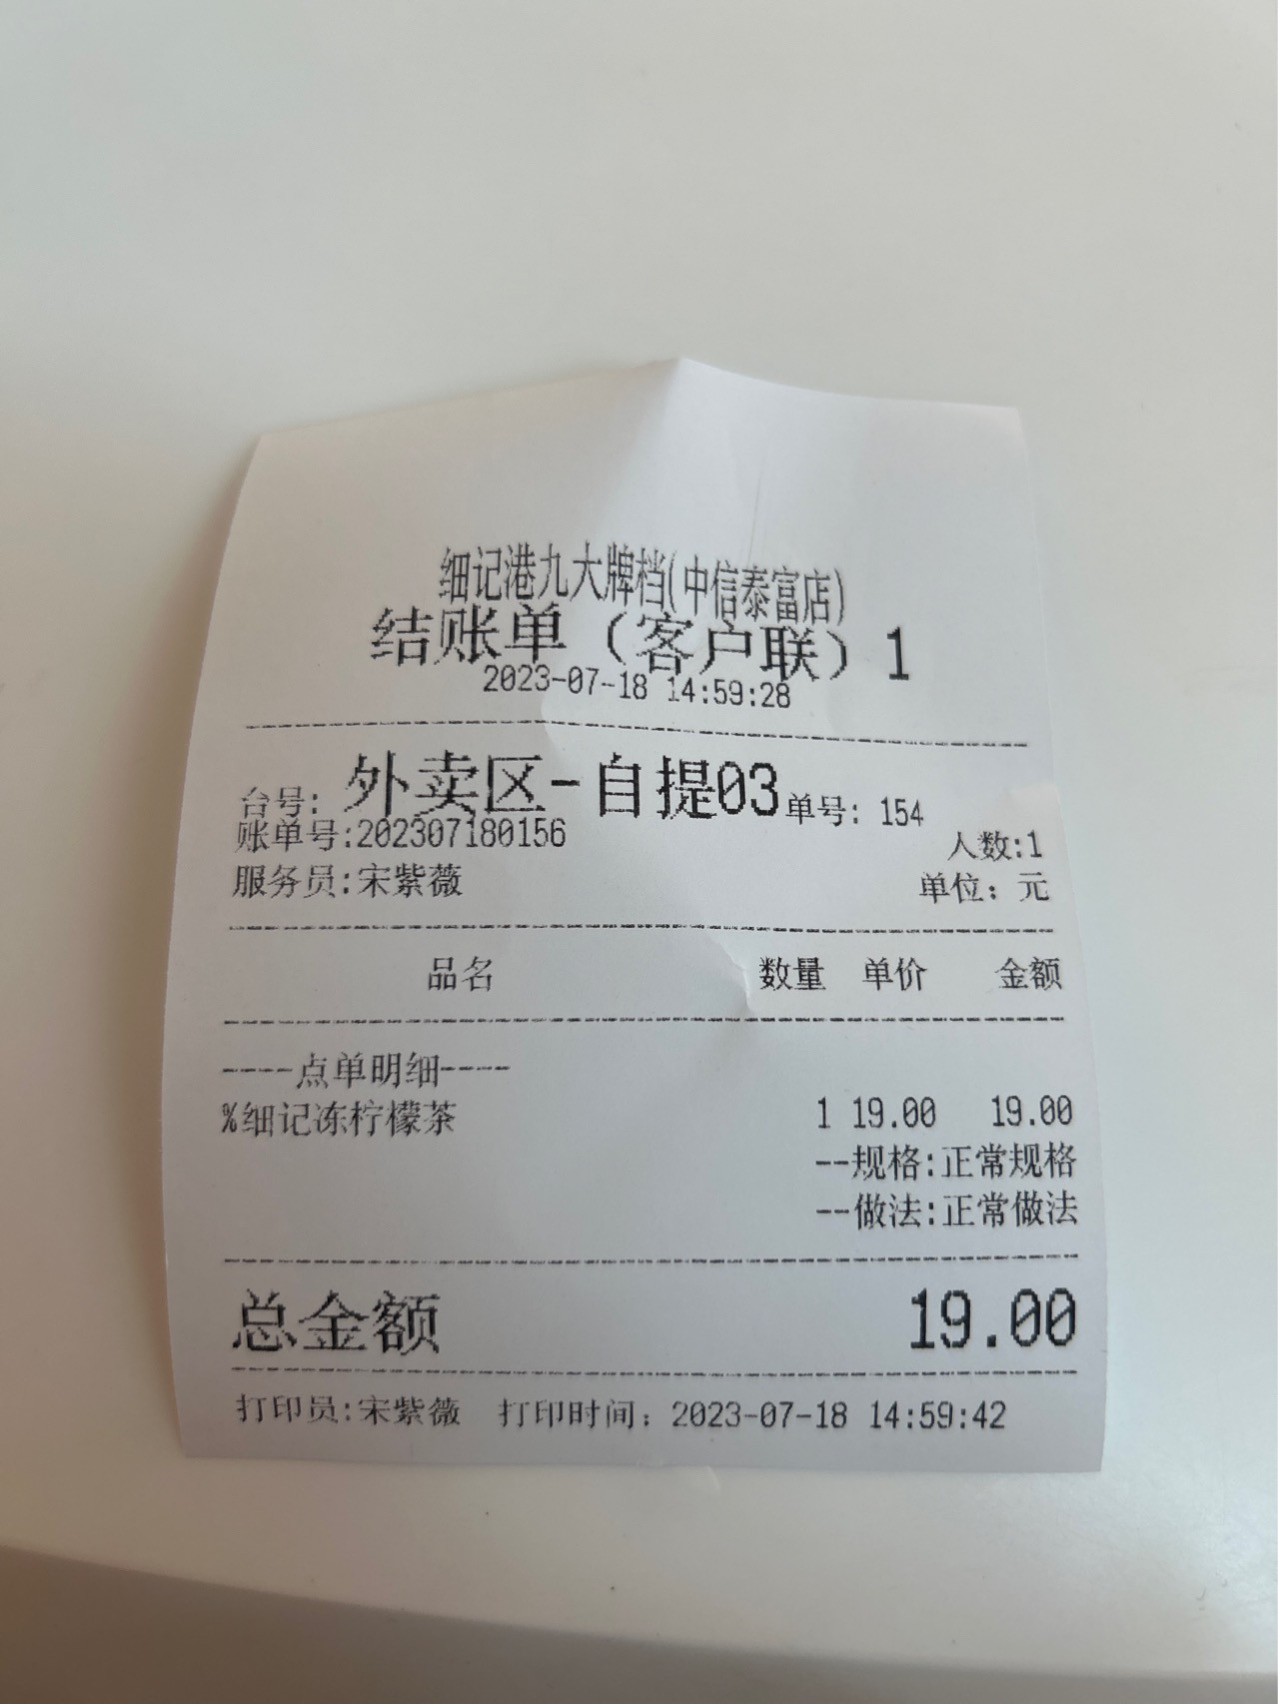 细记港九大牌档(中信泰富店)
结账单（客户联）1
2023-07-18 14:59:28
台号: 外卖区-自提03 单号: 154
账单号:202307180156 人数:1
服务员:宋紫薇 单位: 元
品名 数量 单价 金额
----点单明细----
%细记冻柠檬茶 1 19.00 19.00
--规格:正常规格
--做法:正常做法
总金额 19.00
打印员:宋紫薇 打印时间: 2023-07-18 14:59:42